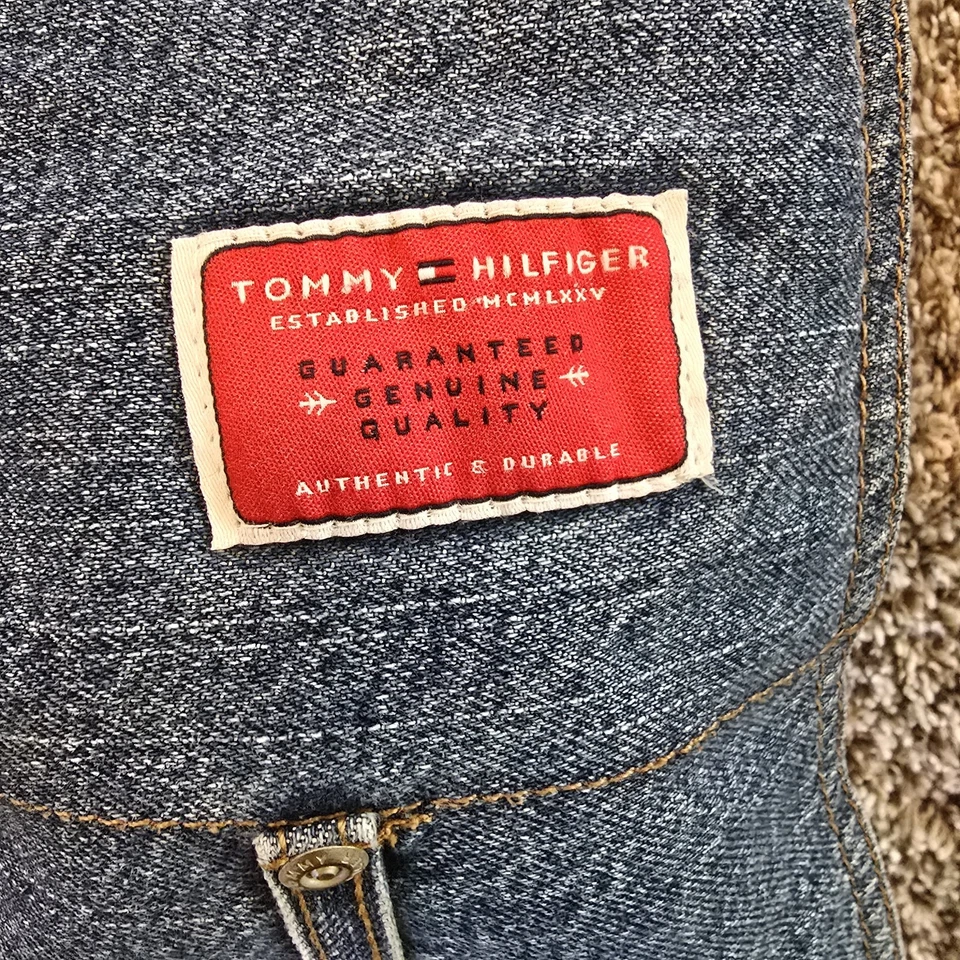 TOMMY HILFIGER
ESTABLISHED MCMLXXV
GUARANTEED
GENUINE
QUALITY
AUTHENTIC & DURABLE